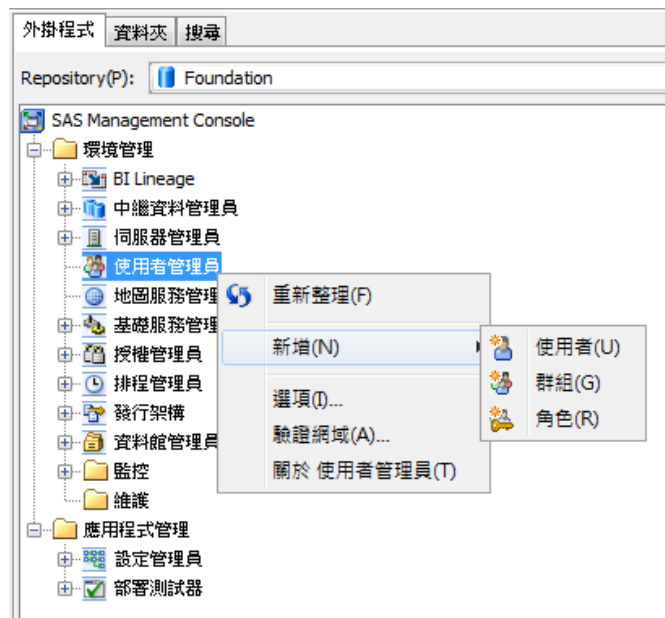 外掛程式 資料夾 搜尋
Repository(P): Foundation
SAS Management Console
環境管理
BI Lineage
中繼資料管理員
伺服器管理員
使用者管理員
地圖服務管理
基礎服務管理
授權管理員
排程管理員
發行架構
資料館管理員
監控
維護
應用程式管理
設定管理員
部署測試器
重新整理(F)
新增(N)
選項(I)...
驗證網域(A)...
關於 使用者管理員(T)
使用者(U)
群組(G)
角色(R)